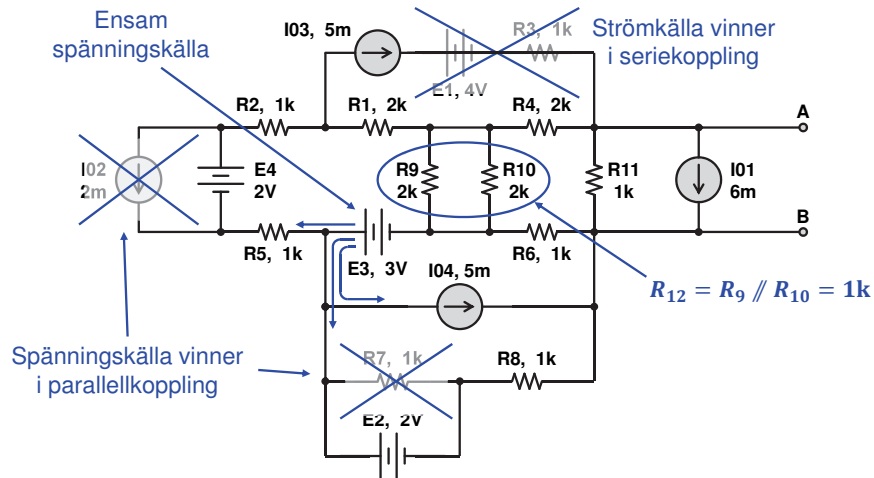 Ensam
spänningskälla
I03, 5m
R3, 1k
E1, 4V
Strömkälla vinner
i seriekoppling
R2, 1k
R1, 2k
R4, 2k
A
I02
2m
E4
2V
R9
2k
R10
2k
R11
1k
I01
6m
B
R5, 1k
E3, 3V
R6, 1k
I04, 5m
R₁₂ = R₉ // R₁₀ = 1k
Spänningskälla vinner
i parallellkoppling
R7, 1k
R8, 1k
E2, 2V